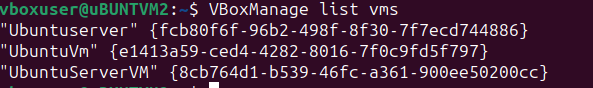 vboxuser@uBUNTVM2:~$ VBoxManage list vms
"Ubuntuserver" {fcb80f6f-96b2-498f-8f30-7f7ecd744886}
"UbuntuVm" {e1413a59-ced4-4282-8016-7f0c9fd5f797}
"UbuntuServerVM" {8cb764d1-b539-46fc-a361-900ee50200cc}